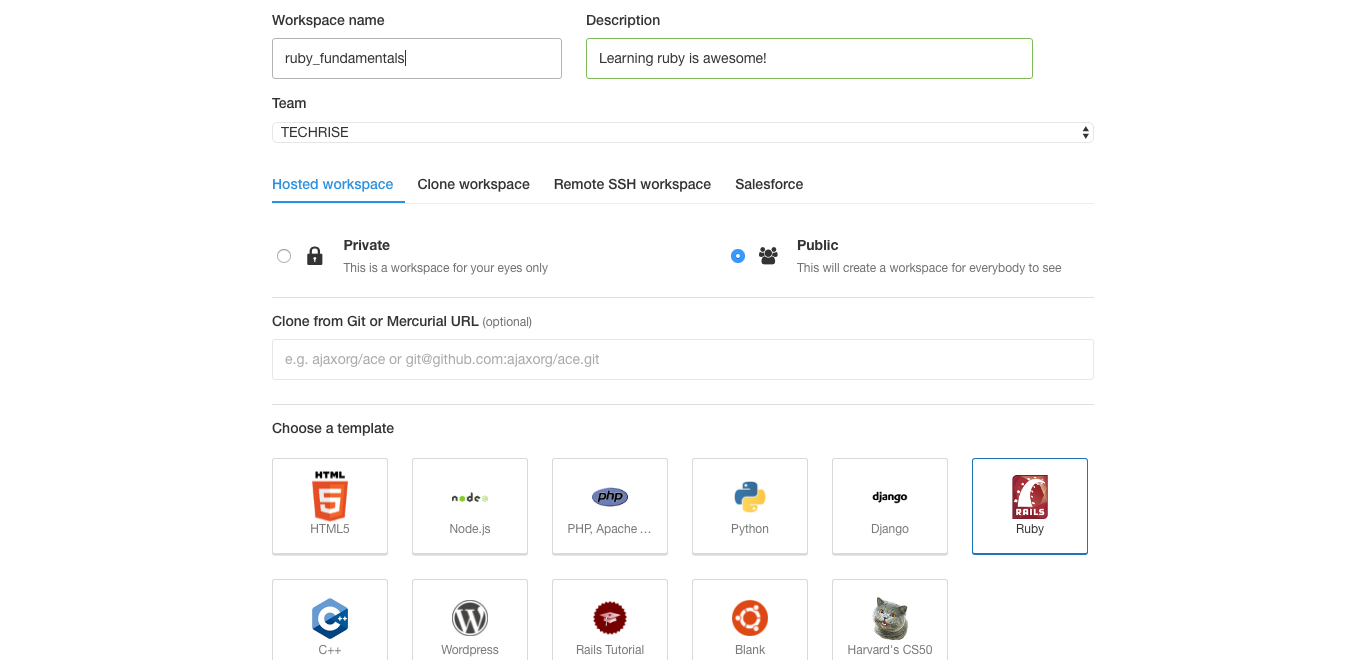 Workspace name
Description
ruby_fundamentals
Learning ruby is awesome!
Team
TECHRISE
Hosted workspace
Clone workspace
Remote SSH workspace
Salesforce
Private
This is a workspace for your eyes only
Public
This will create a workspace for everybody to see
Clone from Git or Mercurial URL (optional)
e.g. ajaxorg/ace or git@github.com:ajaxorg/ace.git
Choose a template
HTML
5
HTML5
node
Node.js
php
PHP, Apache ...
Python
django
Django
RAILS
Ruby
C++
C++
W
Wordpress
Rails Tutorial
Blank
Harvard's CS50